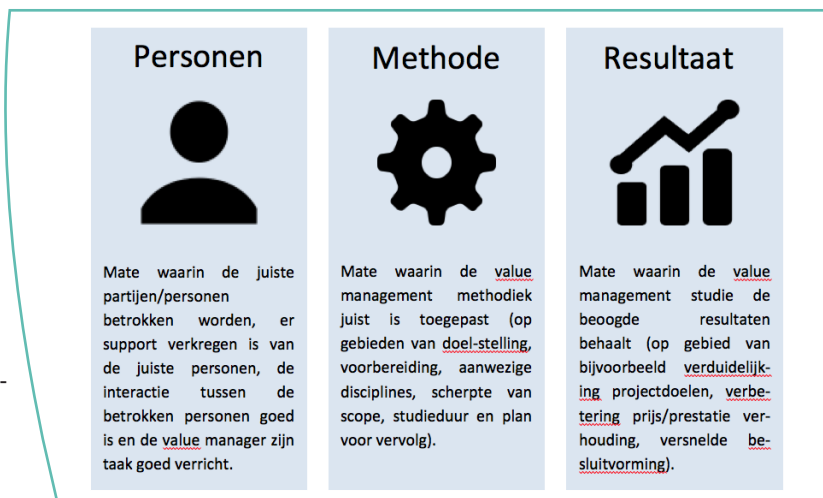 Personen
Mate waarin de juiste
partijen/personen
betrokken worden, er
support verkregen is van
de juiste personen, de
interactie tussen de
betrokken personen goed
is en de value manager zijn
taak goed verricht.
Methode
Mate waarin de value
management methodiek
juist is toegepast (op
gebieden van doel-stelling,
voorbereiding, aanwezige
disciplines, scherpte van
scope, studieduur en plan
voor vervolg).
Resultaat
Mate waarin de value
management studie de
beoogde resultaten
behaalt (op gebied van
bijvoorbeeld verduidelijk-
ing projectdoelen, verbe-
tering prijs/prestatie ver-
houding, versnelde be-
sluitvorming).
-